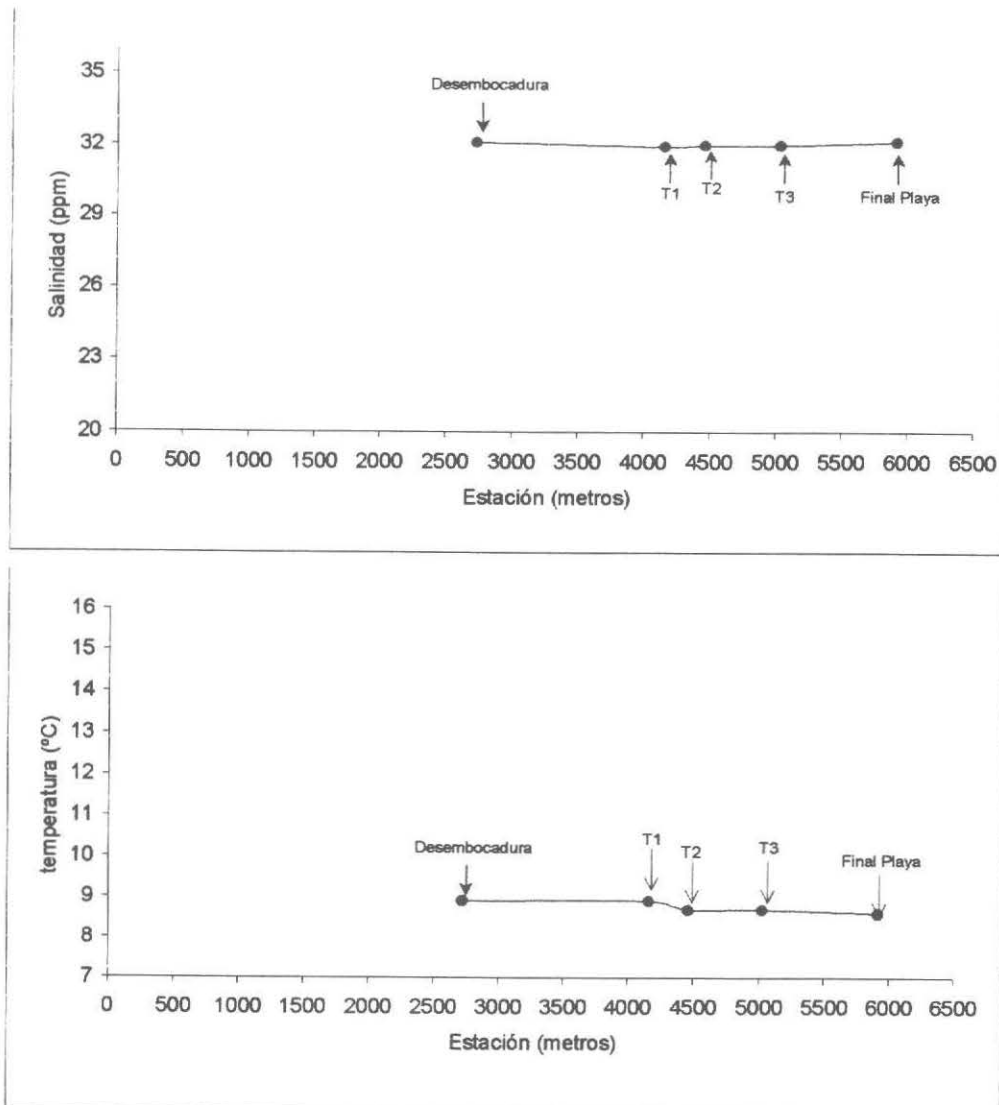 35
32
29
26
23
20
Salinidad (ppm)
Desembocadura
T1
T2
T3
Final Playa
0 500 1000 1500 2000 2500 3000 3500 4000 4500 5000 5500 6000 6500
Estación (metros)
16
15
14
13
12
11
10
9
8
7
temperatura (ºC)
Desembocadura
T1
T2
T3
Final Playa
0 500 1000 1500 2000 2500 3000 3500 4000 4500 5000 5500 6000 6500
Estación (metros)